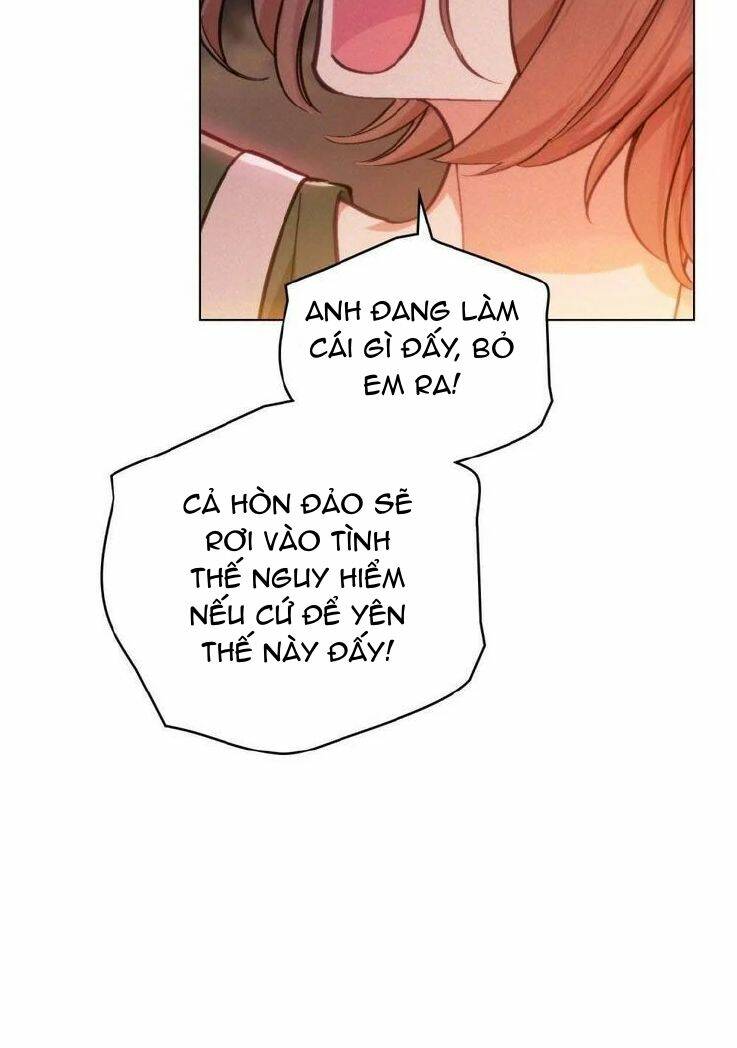 ANH ĐANG LÀM
CÁI GÌ ĐẤY, BỎ
EM RA!
CẢ HÒN ĐẢO SẼ
RƠI VÀO TÌNH
THẾ NGUY HIỂM
NẾU CỨ ĐỂ YÊN
THẾ NÀY ĐẤY!